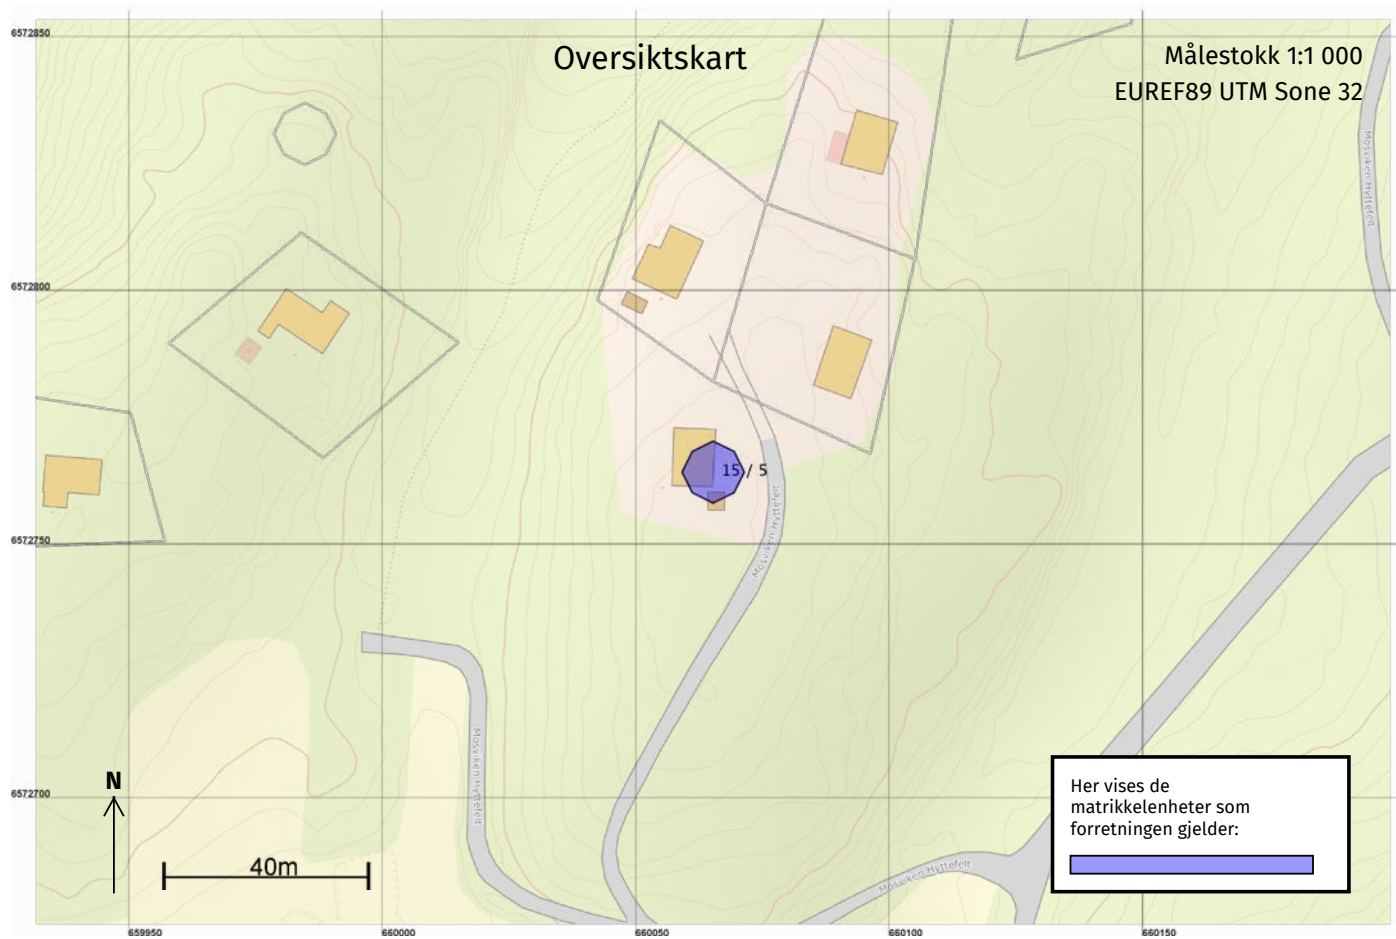 Oversiktskart
Målestokk 1:1 000
EUREF89 UTM Sone 32
6572850
6572800
6572750
6572700
Mosviken Hyttefelt
15 / 5
Mosviken Hyttefelt
Mosviken Hyttefelt
Mosviken Hyttefelt
N
40m
Her vises de
matrikkelenheter som
forretningen gjelder:
659950
660000
660050
660100
660150